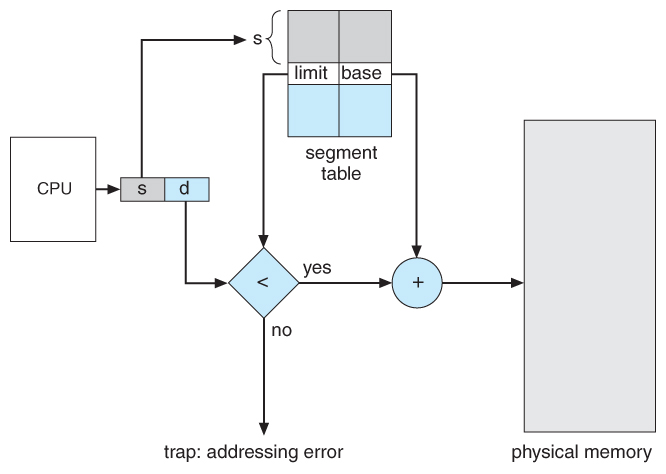 s
limit base
segment
table
CPU
s d
<
yes
+
no
trap: addressing error
physical memory